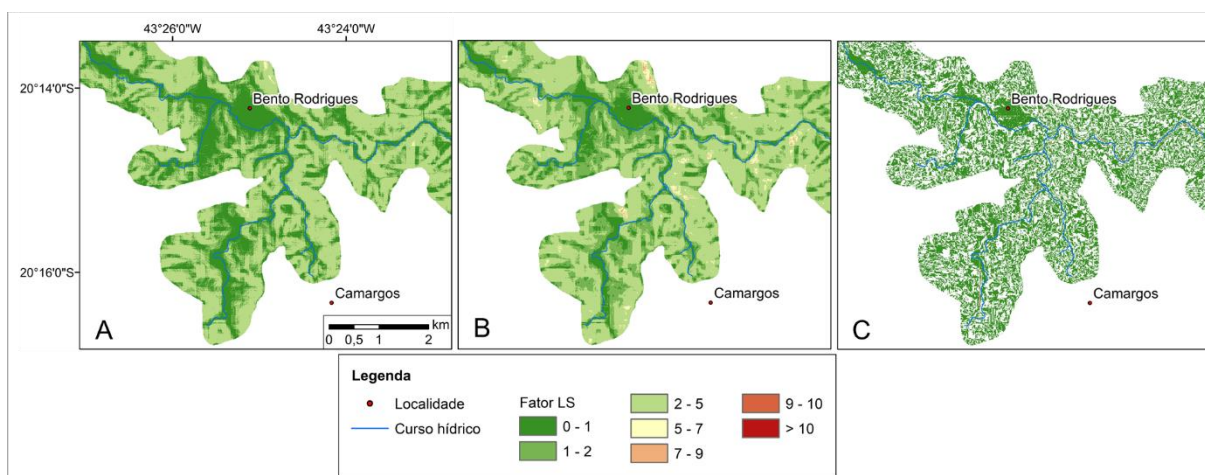 43°26'0"W 43°24'0"W
20°14'0"S
20°16'0"S
Bento Rodrigues
Camargos
A
0 0,5 1 2
km
Bento Rodrigues
Camargos
B
Bento Rodrigues
Camargos
C
Legenda
Localidade
Curso hídrico
Fator LS
0 - 1
1 - 2
2 - 5
5 - 7
7 - 9
9 - 10
> 10